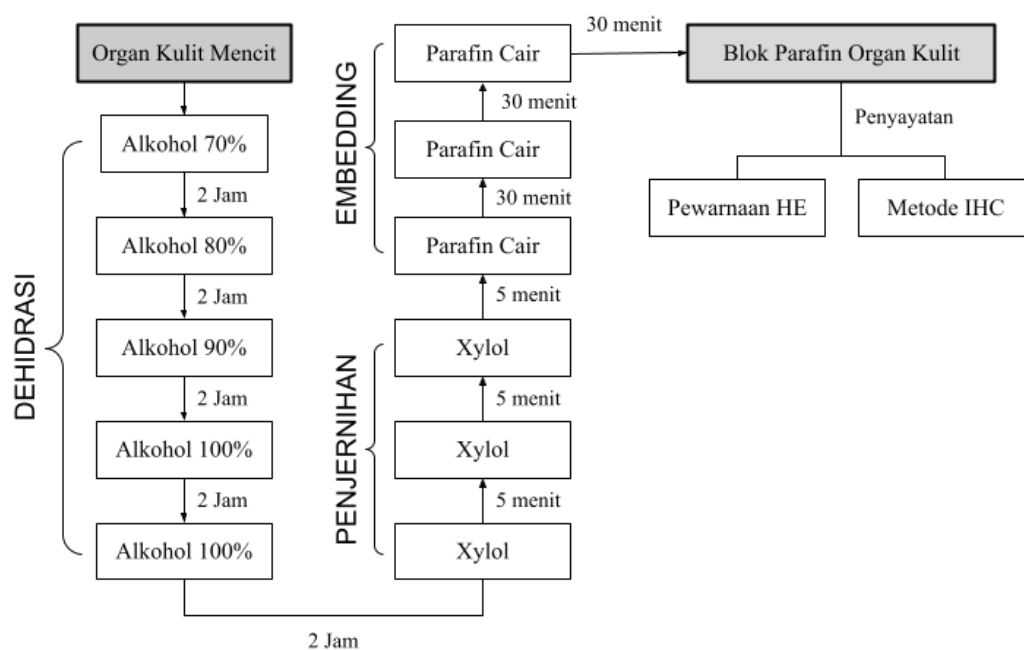 Organ Kulit Mencit
DEHIDRASI
Alkohol 70%
2 Jam
Alkohol 80%
2 Jam
Alkohol 90%
2 Jam
Alkohol 100%
2 Jam
Alkohol 100%
2 Jam
PENJERNIHAN
Xylol
5 menit
Xylol
5 menit
Xylol
5 menit
EMBEDDING
Parafin Cair
30 menit
Parafin Cair
30 menit
Parafin Cair
30 menit
Blok Parafin Organ Kulit
Penyayatan
Pewarnaan HE
Metode IHC